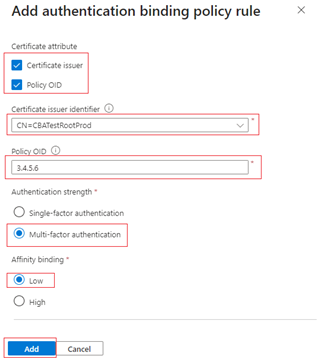 Add authentication binding policy rule
Certificate attribute
Certificate issuer
Policy OID
Certificate issuer identifier
CN=CBATestRootProd
*
Policy OID
3.4.5.6
*
Authentication strength *
Single-factor authentication
Multi-factor authentication
Affinity binding *
Low
High
Add Cancel